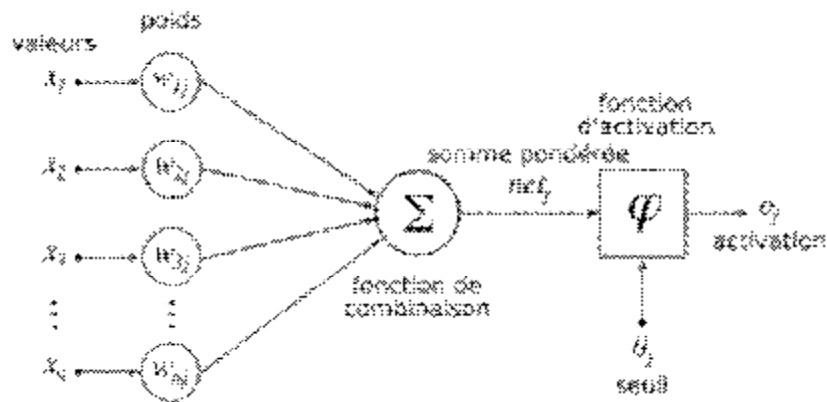 poids
valeurs
x₁
w₁ⱼ
x₂
w₂ⱼ
x₃
w₃ⱼ
xₙ
wₙⱼ
Σ
fonction de
combinaison
somme pondérée
netⱼ
fonction
d'activation
φ
oⱼ
activation
θⱼ
seuil